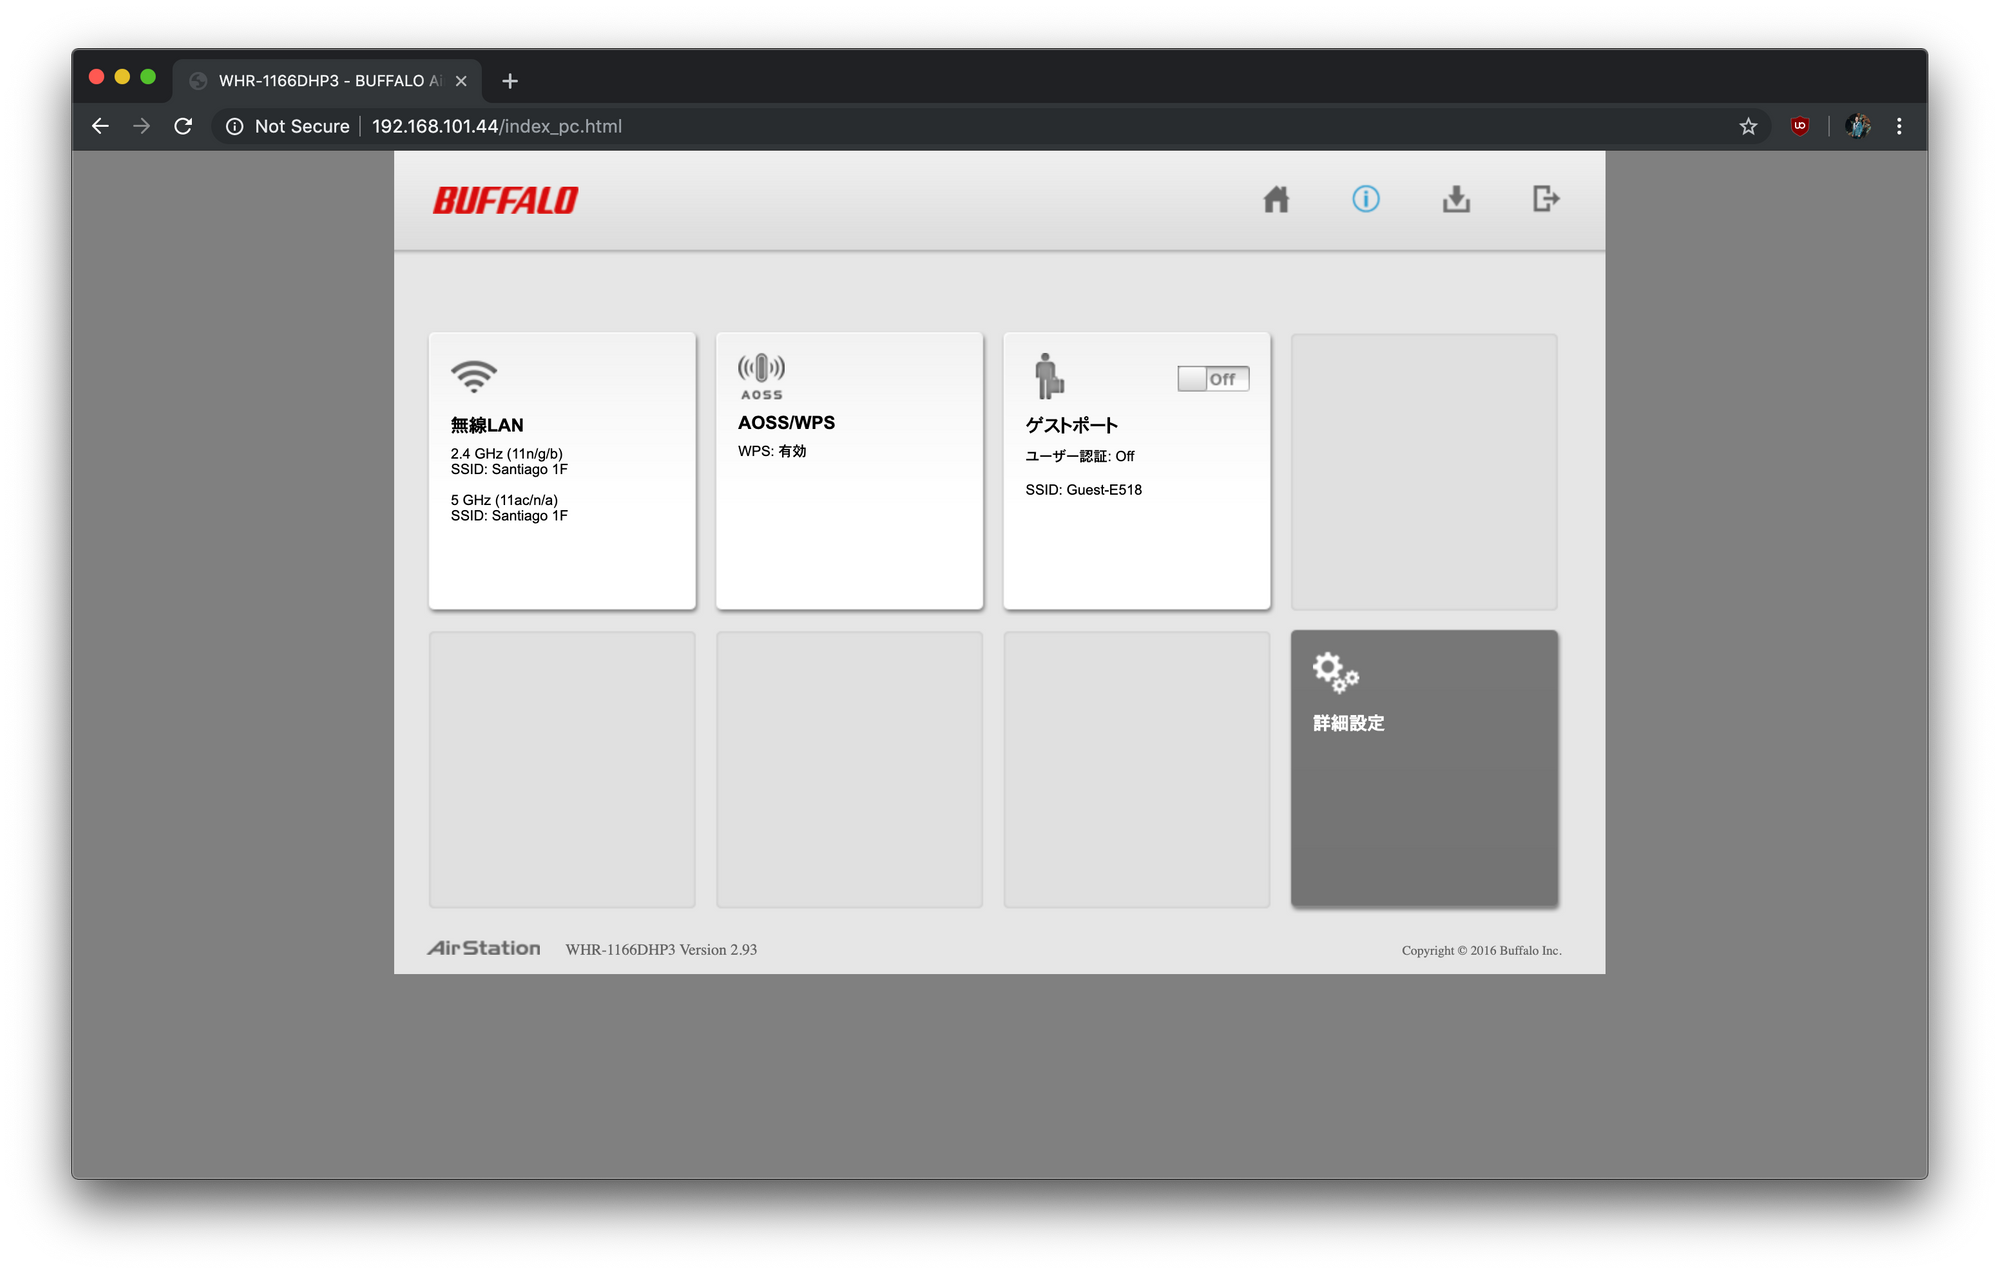 WHR-1166DHP3 - BUFFALO Ai
Not Secure
192.168.101.44/index_pc.html
BUFFALO
無線LAN
2.4 GHz (11n/g/b)
SSID: Santiago 1F
5 GHz (11ac/n/a)
SSID: Santiago 1F
AOSS
AOSS/WPS
WPS: 有効
Off
ゲストポート
ユーザー認証: Off
SSID: Guest-E518
詳細設定
AirStation WHR-1166DHP3 Version 2.93
Copyright © 2016 Buffalo Inc.